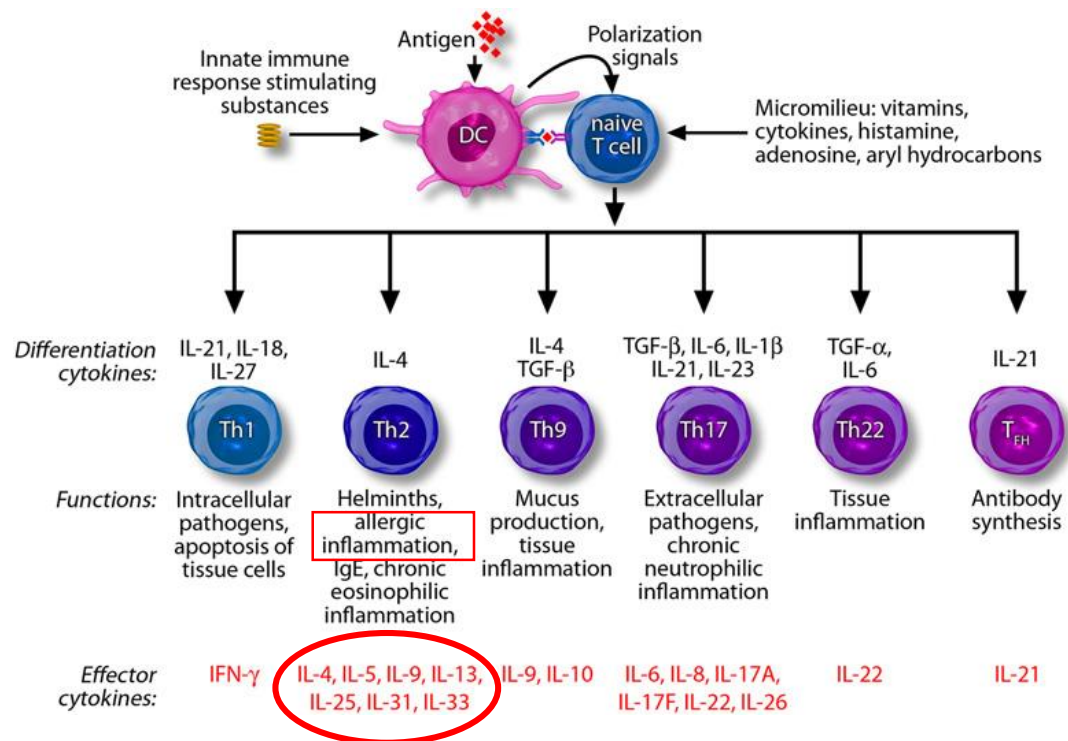 Antigen
Polarization
signals
Innate immune
response stimulating
substances
DC
naive
T cell
Micromilieu: vitamins,
cytokines, histamine,
adenosine, aryl hydrocarbons
Differentiation
cytokines:
IL-21, IL-18,
IL-27
IL-4
IL-4
TGF-β
TGF-β, IL-6, IL-1β
IL-21, IL-23
TGF-α,
IL-6
IL-21
Th1
Th2
Th9
Th17
Th22
TFH
Functions:
Intracellular
pathogens,
apoptosis of
tissue cells
Helminths,
allergic
inflammation,
IgE, chronic
eosinophilic
inflammation
Mucus
production,
tissue
inflammation
Extracellular
pathogens,
chronic
neutrophilic
inflammation
Tissue
inflammation
Antibody
synthesis
Effector
cytokines:
IFN-γ
IL-4, IL-5, IL-9, IL-13,
IL-25, IL-31, IL-33
IL-9, IL-10
IL-6, IL-8, IL-17A,
IL-17F, IL-22, IL-26
IL-22
IL-21